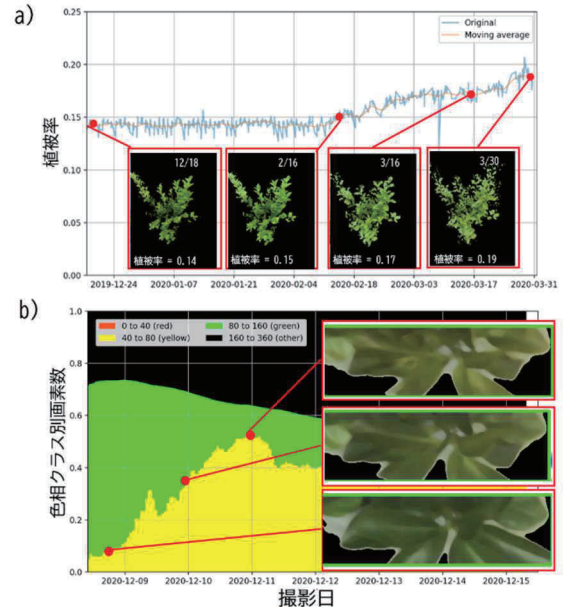 a)
Original
Moving average
0.25
0.20
0.15
0.10
0.05
0.00
植被率
12/18
植被率 = 0.14
2/16
植被率 = 0.15
3/16
植被率 = 0.17
3/30
植被率 = 0.19
2019-12-24
2020-01-07
2020-01-21
2020-02-04
2020-02-18
2020-03-03
2020-03-17
2020-03-31
b)
0 to 40 (red)
40 to 80 (yellow)
80 to 160 (green)
160 to 360 (other)
1.0
0.8
0.6
0.4
0.2
0.0
色相クラス別画素数
2020-12-09
2020-12-10
2020-12-11
2020-12-12
2020-12-13
2020-12-14
2020-12-15
撮影日